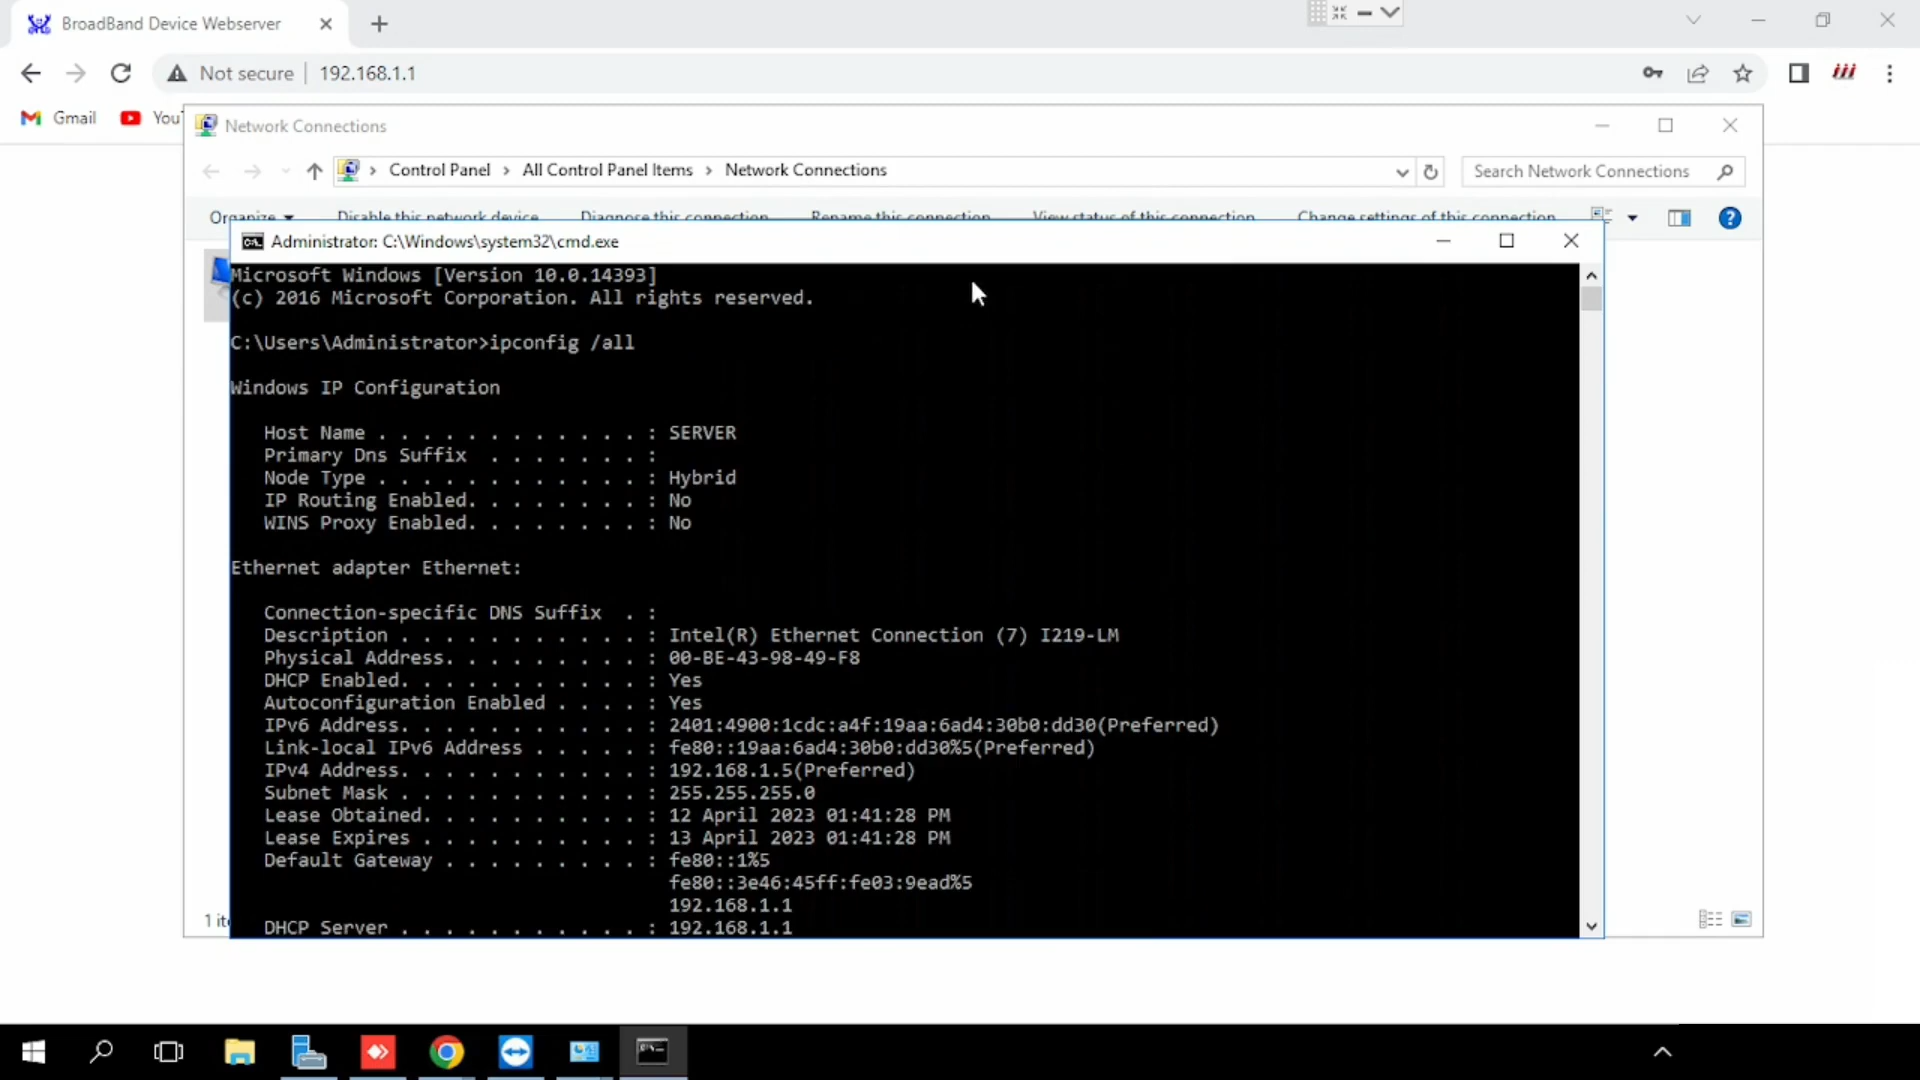 BroadBand Device Webserver
Not secure
192.168.1.1
Gmail
You
Network Connections
Control Panel > All Control Panel Items > Network Connections
Search Network Connections
Organize
Disable this network device
Diagnose this connection
Rename this connection
View status of this connection
Change settings of this connection
Administrator: C:\Windows\system32\cmd.exe
Microsoft Windows [Version 10.0.14393]
(c) 2016 Microsoft Corporation. All rights reserved.
C:\Users\Administrator>ipconfig /all
Windows IP Configuration
Host Name . . . . . . . . . . . . : SERVER
Primary Dns Suffix  . . . . . . . :
Node Type . . . . . . . . . . . . : Hybrid
IP Routing Enabled. . . . . . . . : No
WINS Proxy Enabled. . . . . . . . : No
Ethernet adapter Ethernet:
Connection-specific DNS Suffix  . :
Description . . . . . . . . . . . : Intel(R) Ethernet Connection (7) I219-LM
Physical Address. . . . . . . . . : 00-BE-43-98-49-F8
DHCP Enabled. . . . . . . . . . . : Yes
Autoconfiguration Enabled . . . . : Yes
IPv6 Address. . . . . . . . . . . : 2401:4900:1cdc:a4f:19aa:6ad4:30b0:dd30(Preferred)
Link-local IPv6 Address . . . . . : fe80::19aa:6ad4:30b0:dd30%5(Preferred)
IPv4 Address. . . . . . . . . . . : 192.168.1.5(Preferred)
Subnet Mask . . . . . . . . . . . : 255.255.255.0
Lease Obtained. . . . . . . . . . : 12 April 2023 01:41:28 PM
Lease Expires . . . . . . . . . . : 13 April 2023 01:41:28 PM
Default Gateway . . . . . . . . . : fe80::1%5
fe80::3e46:45ff:fe03:9ead%5
192.168.1.1
DHCP Server . . . . . . . . . . . : 192.168.1.1
1 it